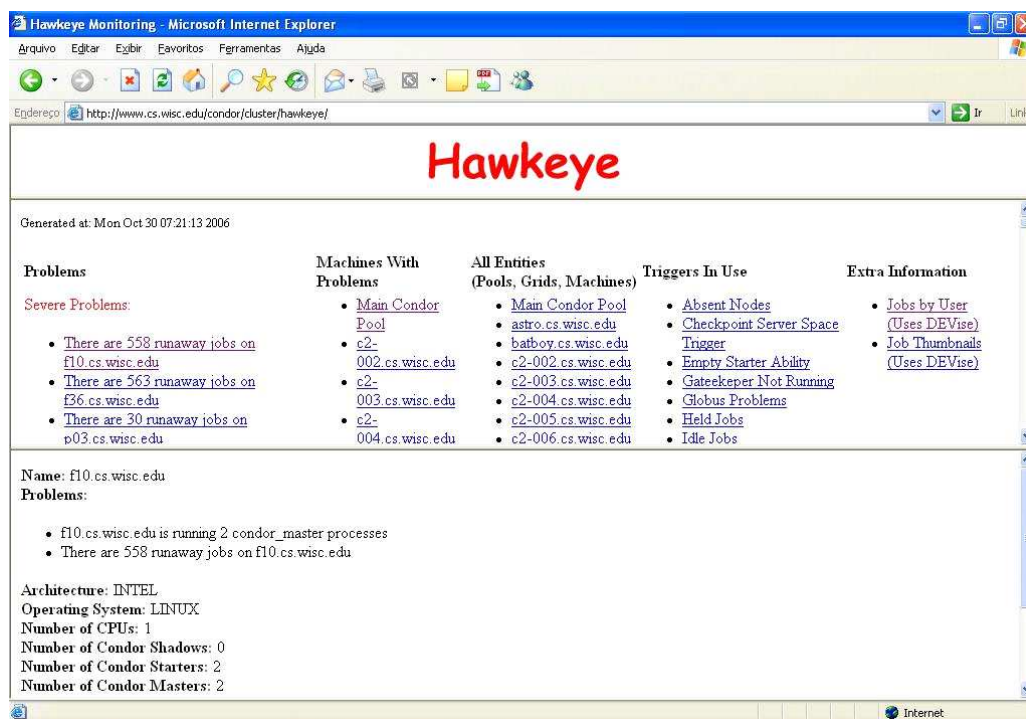 Hawkeye Monitoring - Microsoft Internet Explorer
Arquivo Editar Exibir Favoritos Ferramentas Ajuda
Endereço http://www.cs.wisc.edu/condor/cluster/hawkeye/ Ir Link
Hawkeye
Generated at: Mon Oct 30 07:21:13 2006
Problems
Severe Problems:
There are 558 runaway jobs on
f10.cs.wisc.edu
There are 563 runaway jobs on
f36.cs.wisc.edu
There are 30 runaway jobs on
p03.cs.wisc.edu
Machines With
Problems
Main Condor
Pool
c2-
002.cs.wisc.edu
c2-
003.cs.wisc.edu
c2-
004.cs.wisc.edu
All Entities
(Pools, Grids, Machines)
Main Condor Pool
astro.cs.wisc.edu
batboy.cs.wisc.edu
c2-002.cs.wisc.edu
c2-003.cs.wisc.edu
c2-004.cs.wisc.edu
c2-005.cs.wisc.edu
c2-006.cs.wisc.edu
Triggers In Use
Absent Nodes
Checkpoint Server Space
Trigger
Empty Starter Ability
Gateekeper Not Running
Globus Problems
Held Jobs
Idle Jobs
Extra Information
Jobs by User
(Uses DEVise)
Job Thumbnails
(Uses DEVise)
Name: f10.cs.wisc.edu
Problems:
f10.cs.wisc.edu is running 2 condor_master processes
There are 558 runaway jobs on f10.cs.wisc.edu
Architecture: INTEL
Operating System: LINUX
Number of CPUs: 1
Number of Condor Shadows: 0
Number of Condor Starters: 2
Number of Condor Masters: 2
Internet